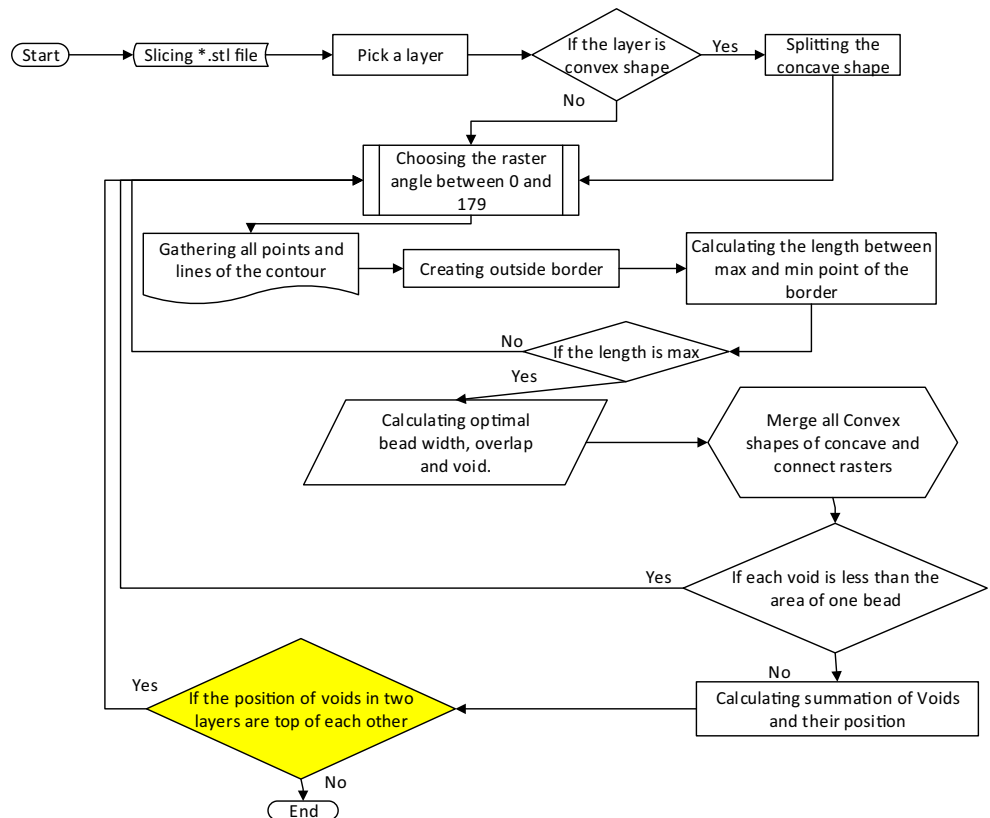 Start
Slicing *.stl file
Pick a layer
If the layer is
convex shape
Yes
Splitting the
concave shape
No
Choosing the raster
angle between 0 and
179
Gathering all points and
lines of the contour
Creating outside border
Calculating the length between
max and min point of the
border
No
If the length is max
Yes
Calculating optimal
bead width, overlap
and void.
Merge all Convex
shapes of concave and
connect rasters
Yes
If each void is less than the
area of one bead
No
Calculating summation of Voids
and their position
Yes
If the position of voids in two
layers are top of each other
No
End